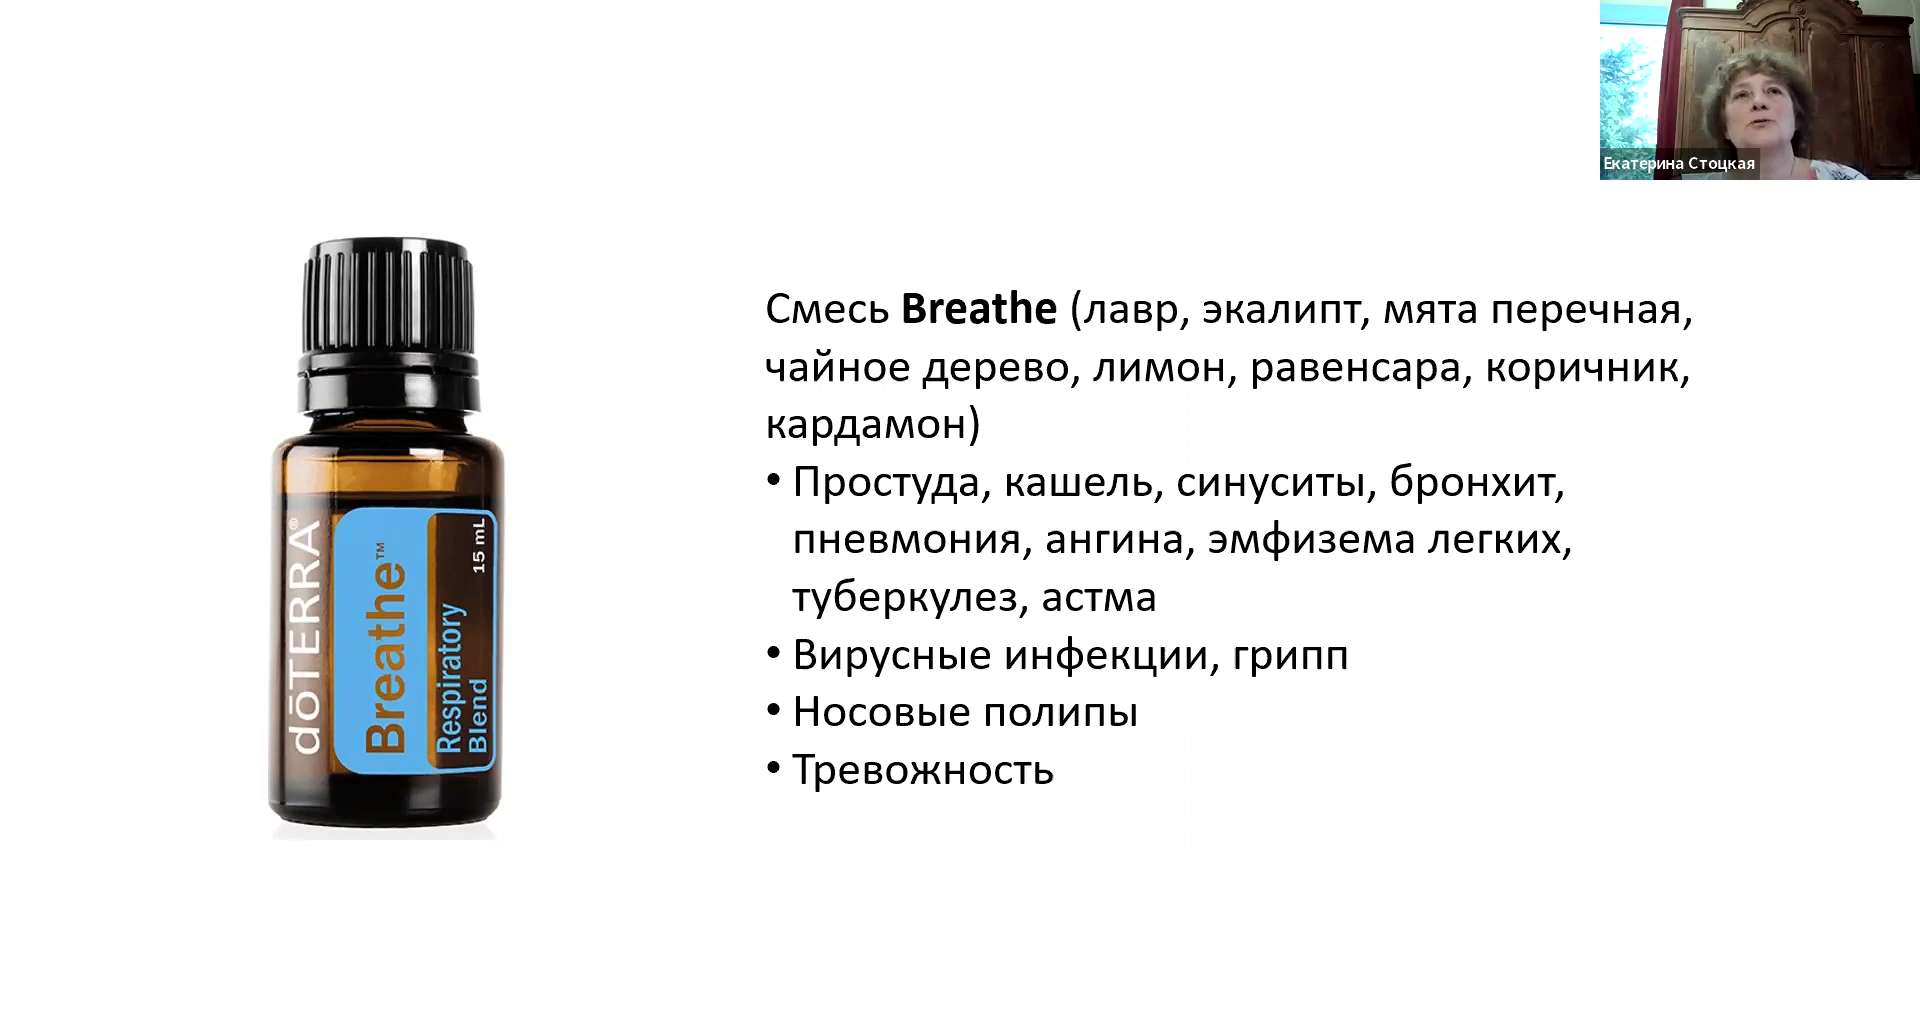 Екатерина Стоцкая
Смесь Breathe (лавр, экалипт, мята перечная,
чайное дерево, лимон, равенсара, коричник,
кардамон)
• Простуда, кашель, синуситы, бронхит,
пневмония, ангина, эмфизема легких,
туберкулез, астма
• Вирусные инфекции, грипп
• Носовые полипы
• Тревожность
dōTERRA®
Breathe™
Respiratory
Blend
15 mL